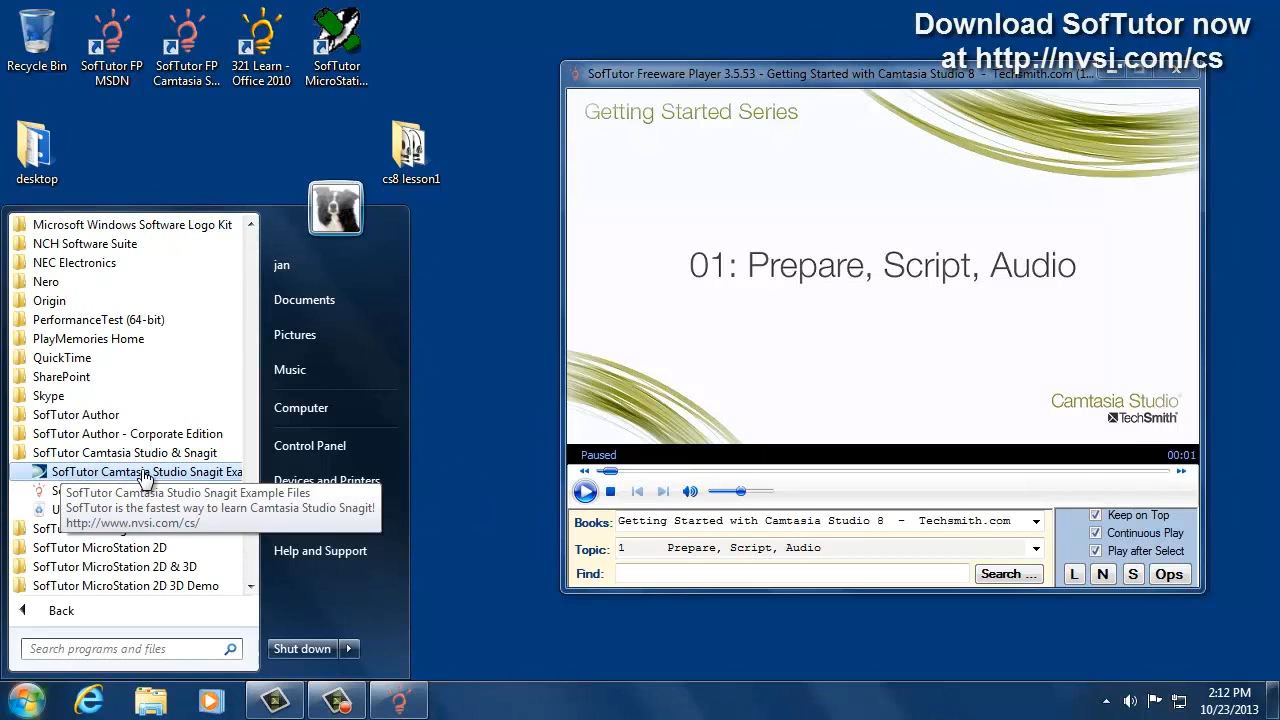 Download SofTutor now
at http://nvsi.com/cs
Recycle Bin
SofTutor FP
MSDN
SofTutor FP
Camtasia S...
321 Learn -
Office 2010
SofTutor
MicroStati...
desktop
cs8 lesson1
Microsoft Windows Software Logo Kit
NCH Software Suite
NEC Electronics
Nero
Origin
PerformanceTest (64-bit)
PlayMemories Home
QuickTime
SharePoint
Skype
SofTutor Author
SofTutor Author - Corporate Edition
SofTutor Camtasia Studio & Snagit
SofTutor Camtasia Studio Snagit Exa
SofTutor Camtasia Studio Snagit Example Files
SofTutor is the fastest way to learn Camtasia Studio Snagit!
http://www.nvsi.com/cs/
SofTutor MicroStation 2D
SofTutor MicroStation 2D & 3D
SofTutor MicroStation 2D 3D Demo
Back
Search programs and files
jan
Documents
Pictures
Music
Computer
Control Panel
Devices and Printers
Help and Support
Shut down
SofTutor Freeware Player 3.5.53 - Getting Started with Camtasia Studio 8 - Techsmith.com (1...
Getting Started Series
01: Prepare, Script, Audio
Camtasia Studio
TechSmith
Paused
00:01
Books: Getting Started with Camtasia Studio 8 - Techsmith.com
Topic: 1 Prepare, Script, Audio
Find:
Search ...
Keep on Top
Continuous Play
Play after Select
L N S Ops
2:12 PM
10/23/2013